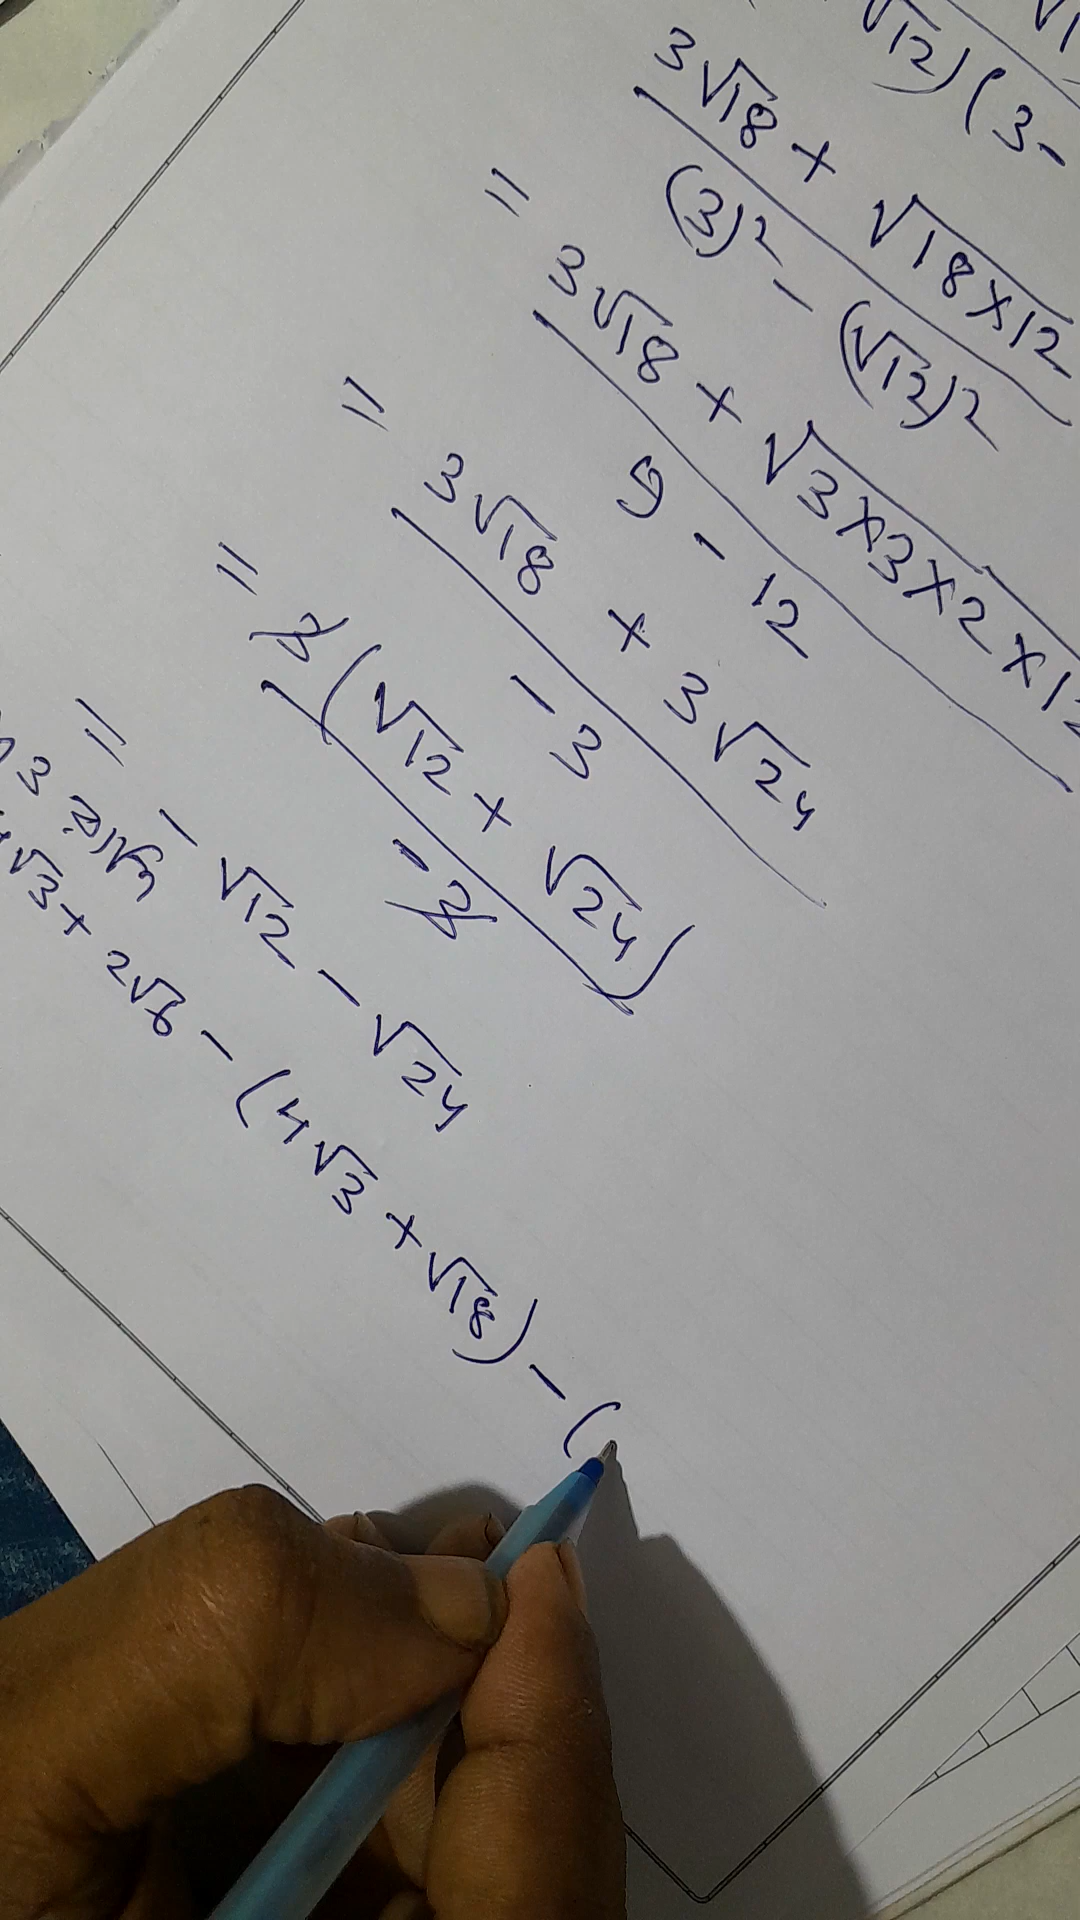 √12) (3-
3√18 + √18×12
(3)² - (√12)²
= 3√18 + √3×3×2×12
9 - 12
= 3√18 + 3√24
-3
= 3(√12 + √24)
-3
= -√12 - √24
√3 + 2√6 - (4√3 + √18) - (